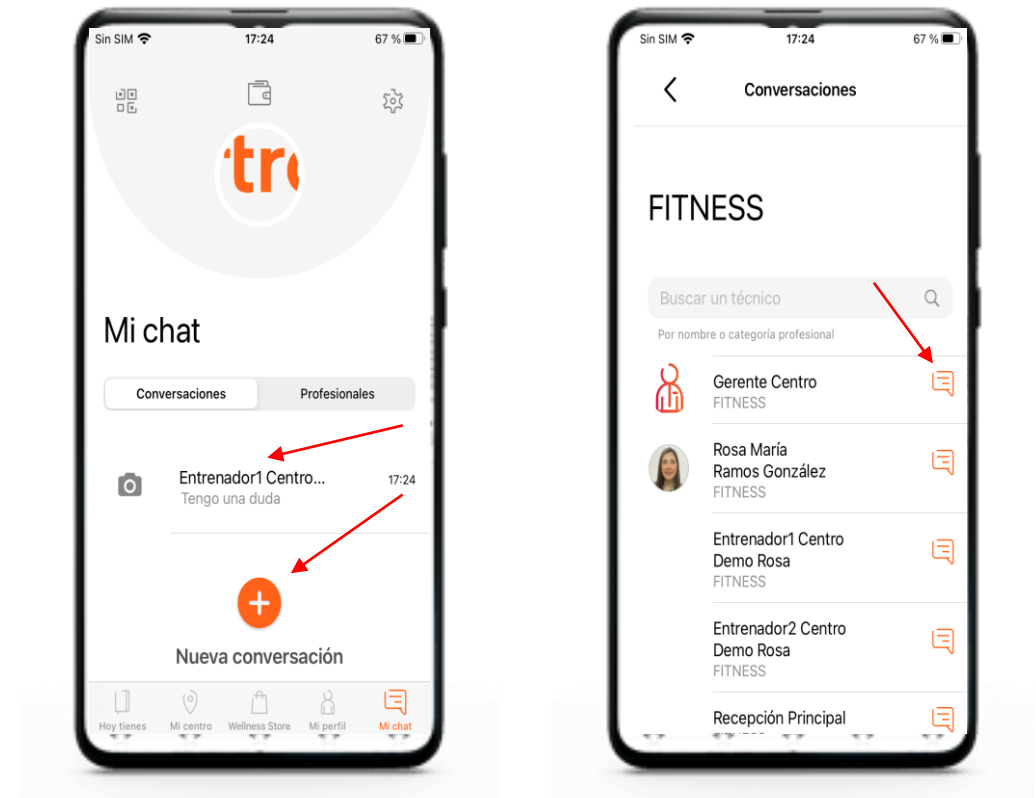 Sin SIM 17:24 67 %
tro
Mi chat
Conversaciones Profesionales
Entrenador1 Centro... 17:24
Tengo una duda
Nueva conversación
Hoy tienes Mi centro Wellness Store Mi perfil Mi chat
Sin SIM 17:24 67 %
Conversaciones
FITNESS
Buscar un técnico
Por nombre o categoría profesional
Gerente Centro
FITNESS
Rosa María
Ramos González
FITNESS
Entrenador1 Centro
Demo Rosa
FITNESS
Entrenador2 Centro
Demo Rosa
FITNESS
Recepción Principal